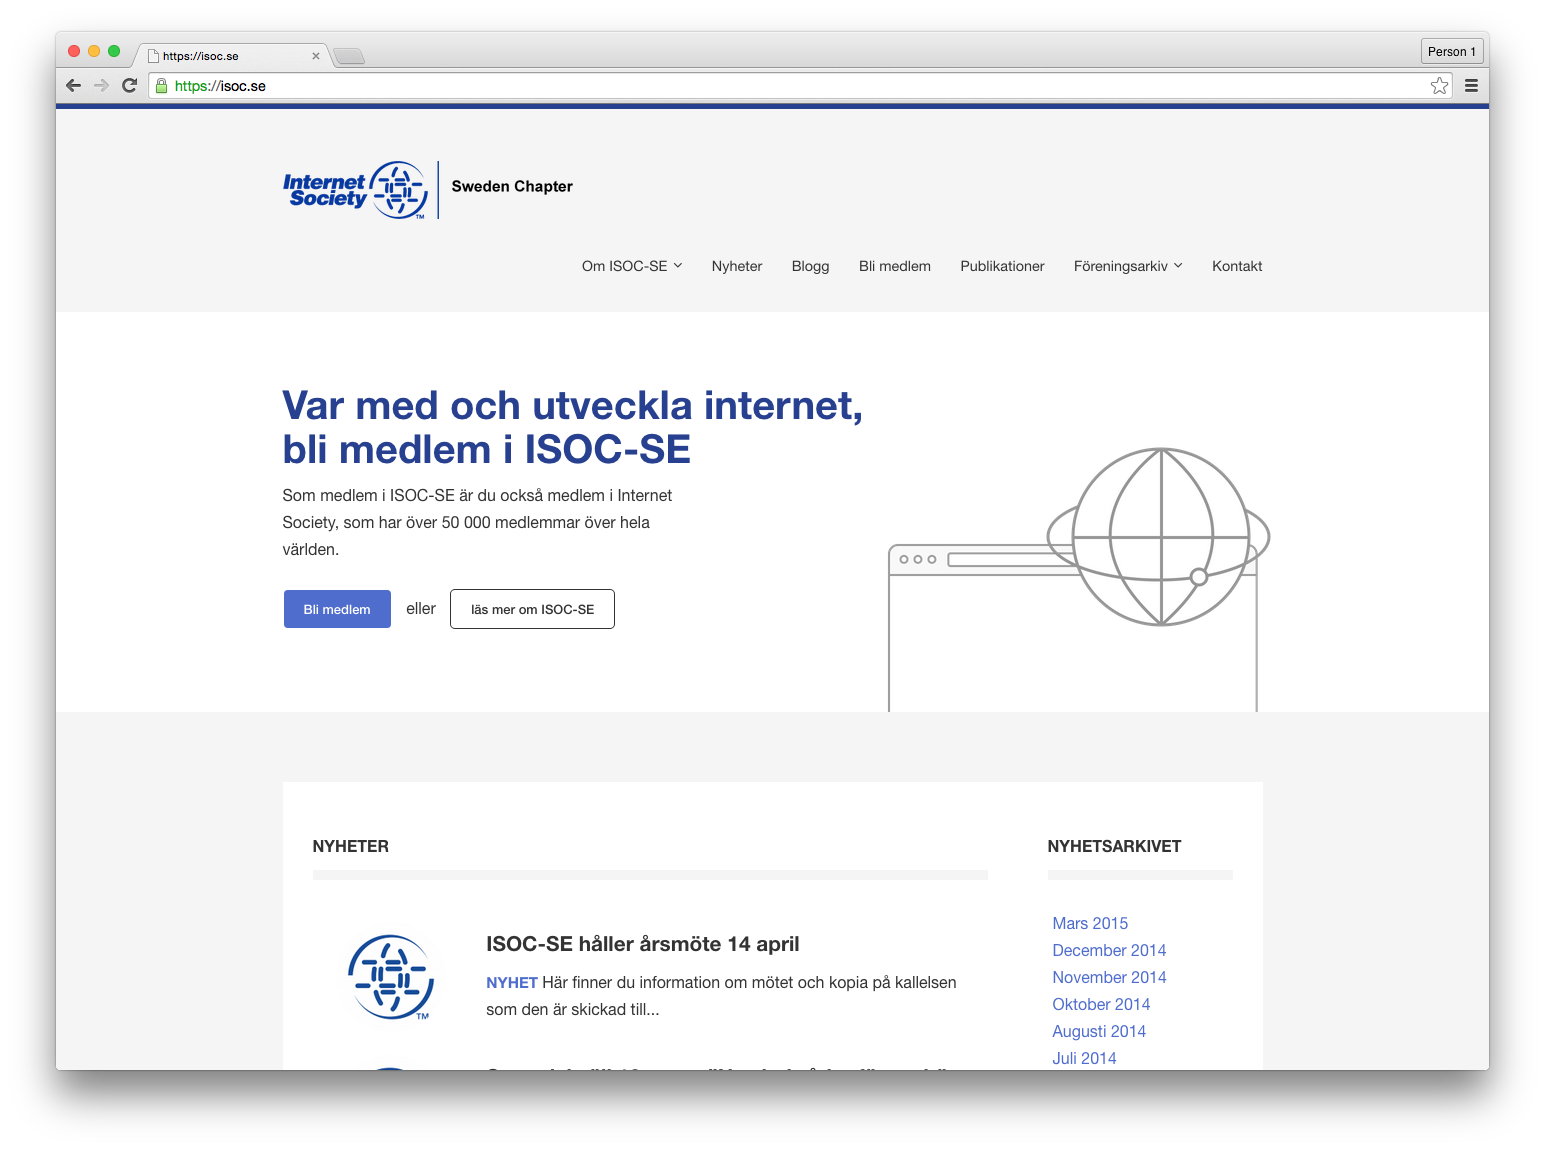 https://isoc.se
Person 1
https://isoc.se
Internet
Society
TM
Sweden Chapter
Om ISOC-SE Nyheter Blogg Bli medlem Publikationer Föreningsarkiv Kontakt
Var med och utveckla internet,
bli medlem i ISOC-SE
Som medlem i ISOC-SE är du också medlem i Internet
Society, som har över 50 000 medlemmar över hela
världen.
Bli medlem eller läs mer om ISOC-SE
NYHETER
ISOC-SE håller årsmöte 14 april
NYHET Här finner du information om mötet och kopia på kallelsen
som den är skickad till...
TM
NYHETSARKIVET
Mars 2015
December 2014
November 2014
Oktober 2014
Augusti 2014
Juli 2014